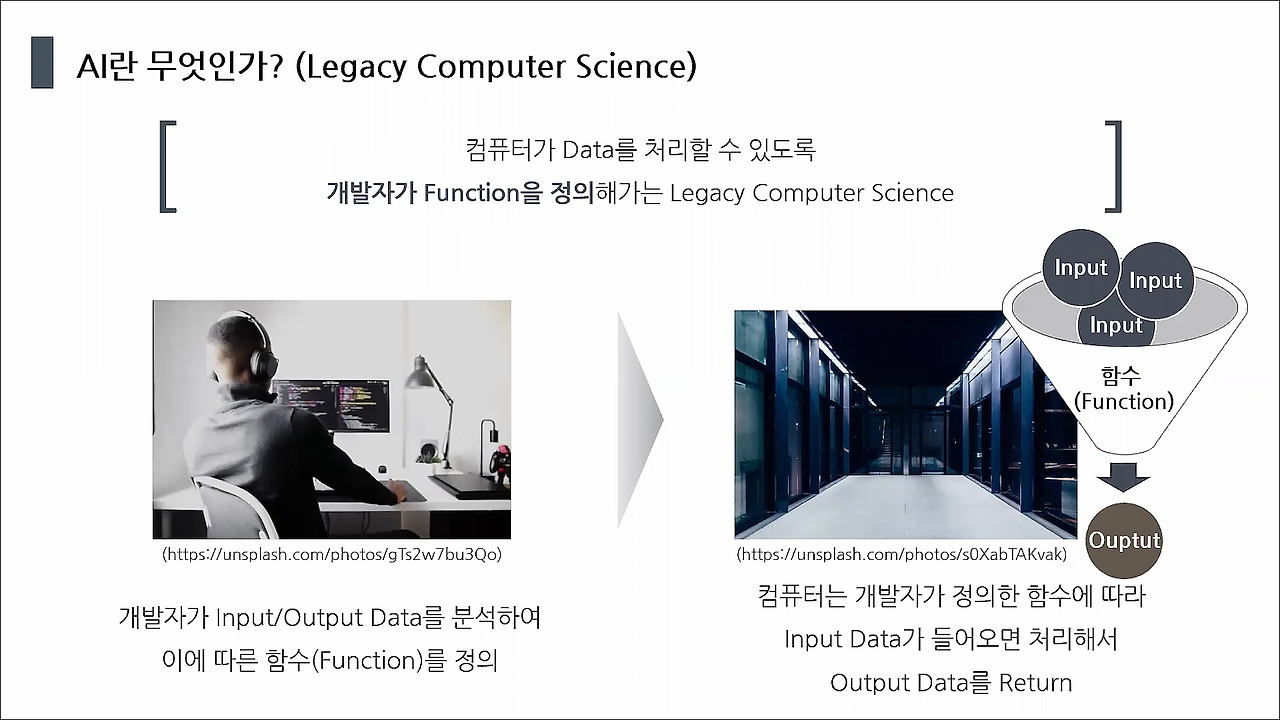 AI란 무엇인가? (Legacy Computer Science)
컴퓨터가 Data를 처리할 수 있도록
개발자가 Function을 정의해가는 Legacy Computer Science
Input
Input
Input
함수
(Function)
Ouptut
(https://unsplash.com/photos/gTs2w7bu3Qo)
(https://unsplash.com/photos/s0XabTAKvak)
개발자가 Input/Output Data를 분석하여
이에 따른 함수(Function)를 정의
컴퓨터는 개발자가 정의한 함수에 따라
Input Data가 들어오면 처리해서
Output Data를 Return